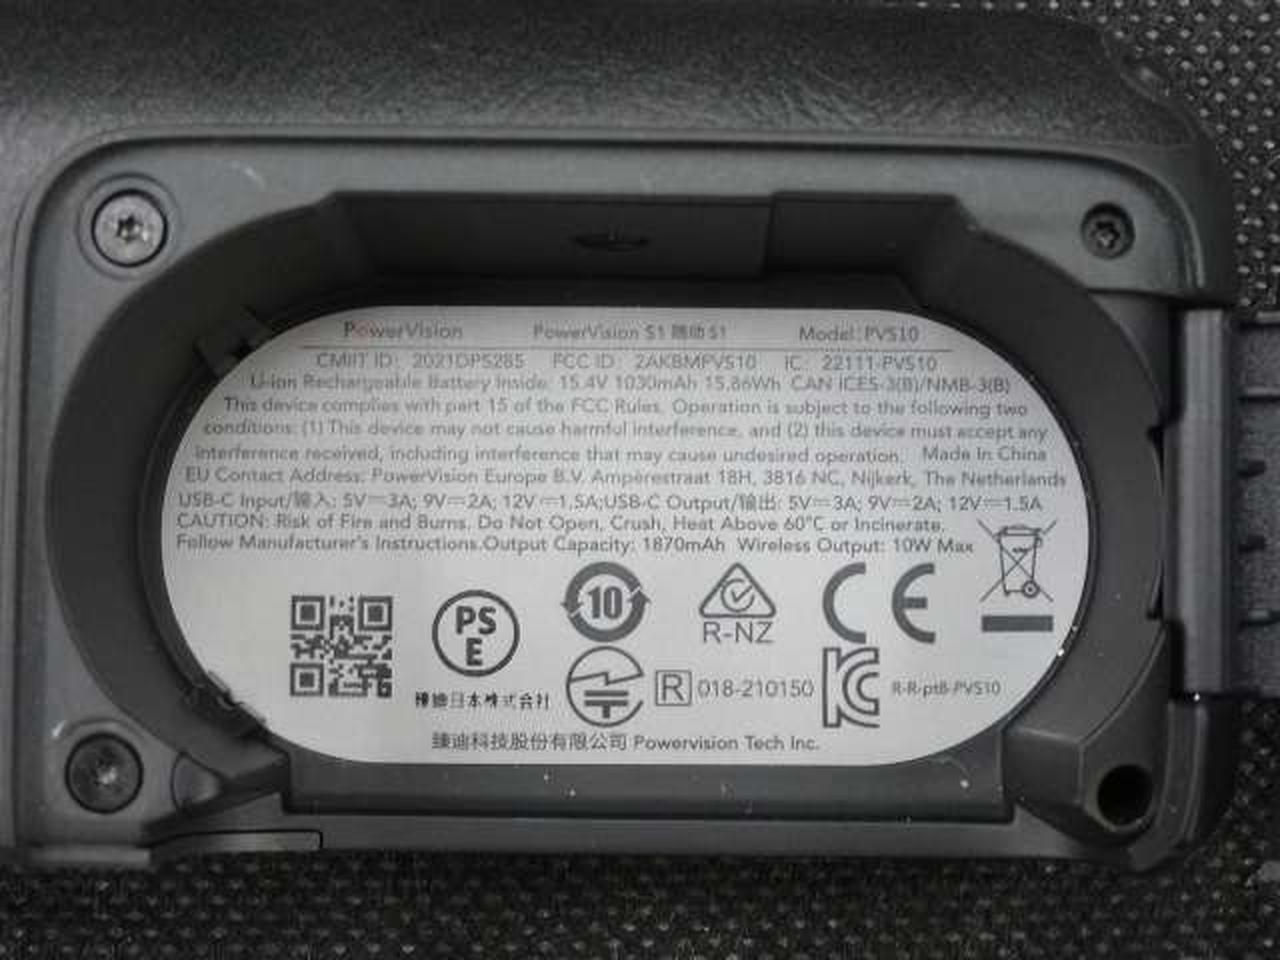 PowerVision PowerVision S1 随动 S1 Model: PVS10
CMIIT ID: 2021DP5285 FCC ID: 2AKBMPVS10 IC: 22111-PVS10
Li-ion Rechargeable Battery Inside: 15.4V 1030mAh 15.86Wh CAN ICES-3(B)/NMB-3(B)
This device complies with part 15 of the FCC Rules. Operation is subject to the following two
conditions: (1) This device may not cause harmful interference, and (2) this device must accept any
interference received, including interference that may cause undesired operation. Made In China
EU Contact Address: PowerVision Europe B.V. Ampèrestraat 18H, 3816 NC, Nijkerk, The Netherlands
USB-C Input/输入: 5V⎓3A; 9V⎓2A; 12V⎓1.5A;USB-C Output/输出: 5V⎓3A; 9V⎓2A; 12V⎓1.5A
CAUTION: Risk of Fire and Burns. Do Not Open, Crush, Heat Above 60°C or Incinerate.
Follow Manufacturer's Instructions.Output Capacity: 1870mAh Wireless Output: 10W Max
PS
E
10
R-NZ
CE
臻迪日本株式会社
R 018-210150
KC
R-R-pt8-PVS10
臻迪科技股份有限公司 Powervision Tech Inc.